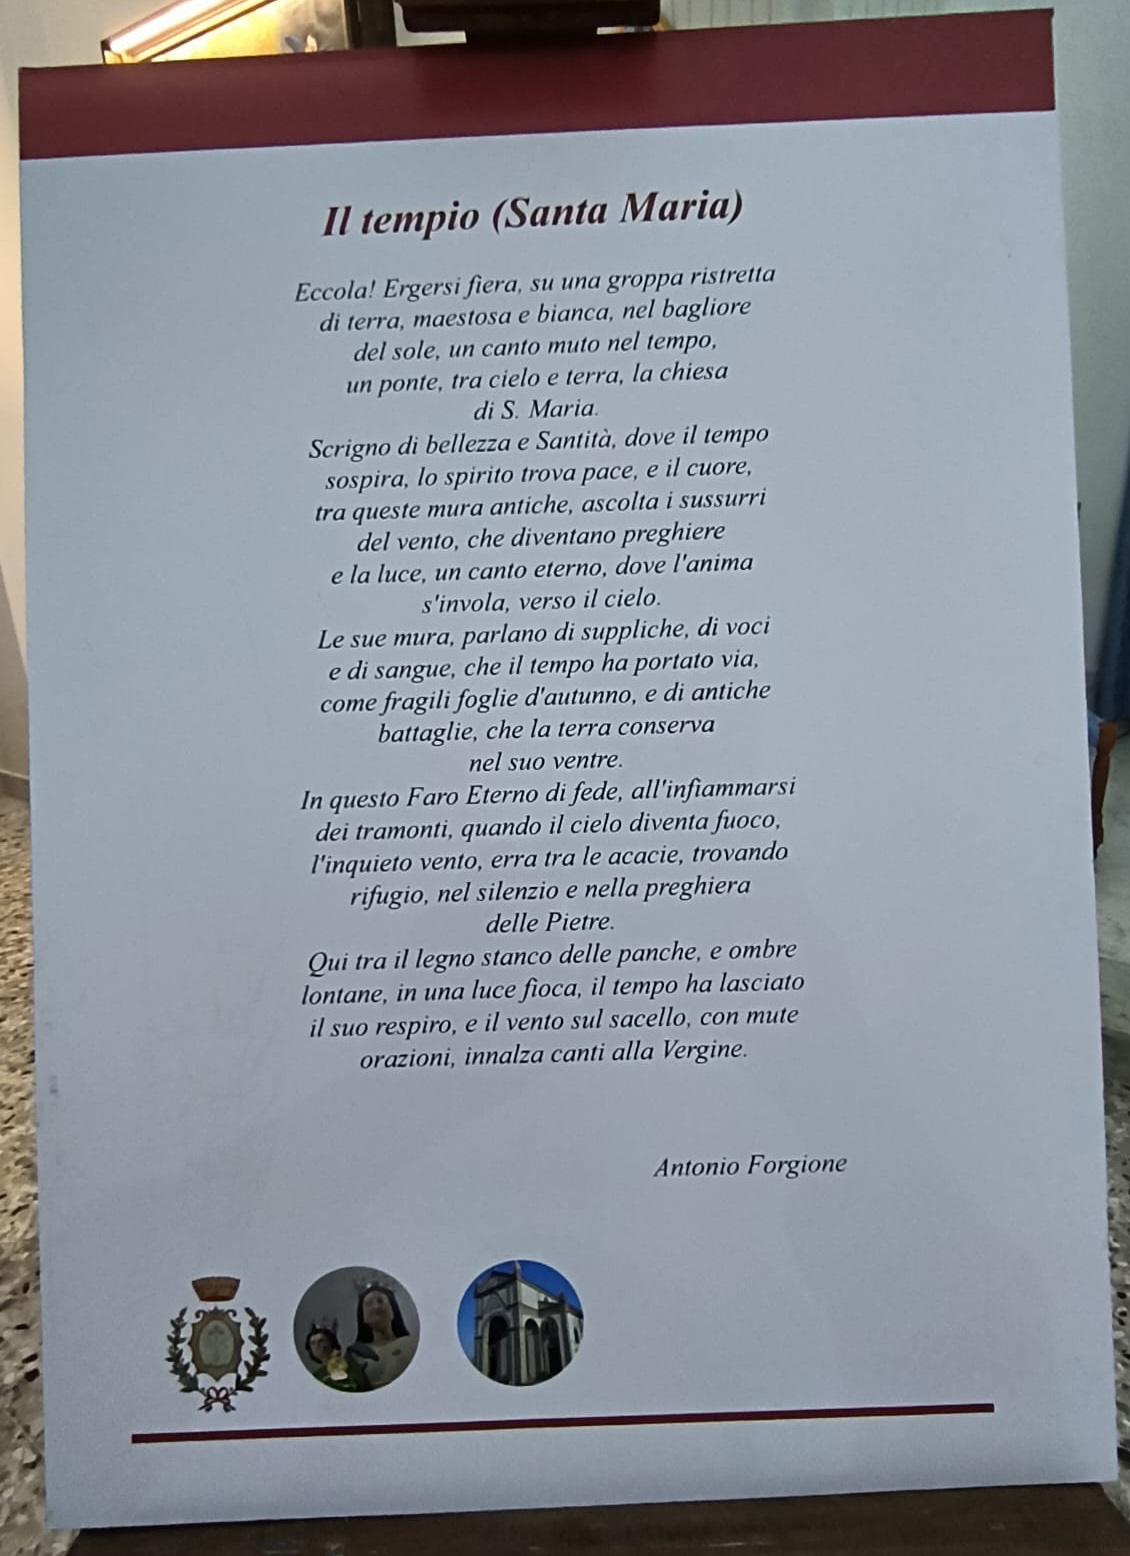 Il tempio (Santa Maria)
Eccola! Ergersi fiera, su una groppa ristretta
di terra, maestosa e bianca, nel bagliore
del sole, un canto muto nel tempo,
un ponte, tra cielo e terra, la chiesa
di S. Maria.
Scrigno di bellezza e Santità, dove il tempo
sospira, lo spirito trova pace, e il cuore,
tra queste mura antiche, ascolta i sussurri
del vento, che diventano preghiere
e la luce, un canto eterno, dove l'anima
s'invola, verso il cielo.
Le sue mura, parlano di suppliche, di voci
e di sangue, che il tempo ha portato via,
come fragili foglie d'autunno, e di antiche
battaglie, che la terra conserva
nel suo ventre.
In questo Faro Eterno di fede, all'infiammarsi
dei tramonti, quando il cielo diventa fuoco,
l'inquieto vento, erra tra le acacie, trovando
rifugio, nel silenzio e nella preghiera
delle Pietre.
Qui tra il legno stanco delle panche, e ombre
lontane, in una luce fioca, il tempo ha lasciato
il suo respiro, e il vento sul sacello, con mute
orazioni, innalza canti alla Vergine.
Antonio Forgione